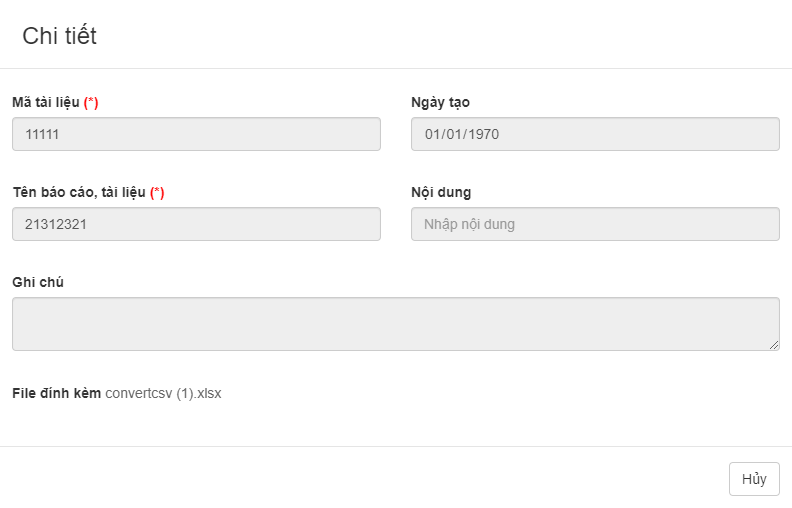 Chi tiết
Mã tài liệu (*)
Ngày tạo
11111
01/01/1970
Tên báo cáo, tài liệu (*)
Nội dung
21312321
Nhập nội dung
Ghi chú
File đính kèm convertcsv (1).xlsx
Hủy